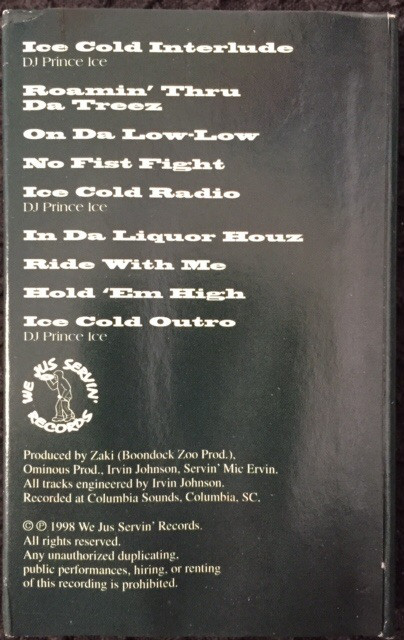 Ice Cold Interlude
DJ Prince Ice
Roamin' Thru
Da Treez
On Da Low-Low
No Fist Fight
Ice Cold Radio
DJ Prince Ice
In Da Liquor Houz
Ride With Me
Hold 'Em High
Ice Cold Outro
DJ Prince Ice
WE JUS SERVIN'
RECORDS
Produced by Zaki (Boondock Zoo Prod.),
Ominous Prod., Irvin Johnson, Servin' Mic Ervin.
All tracks engineered by Irvin Johnson.
Recorded at Columbia Sounds, Columbia, SC.
© ℗ 1998 We Jus Servin' Records.
All rights reserved.
Any unauthorized duplicating,
public performances, hiring, or renting
of this recording is prohibited.